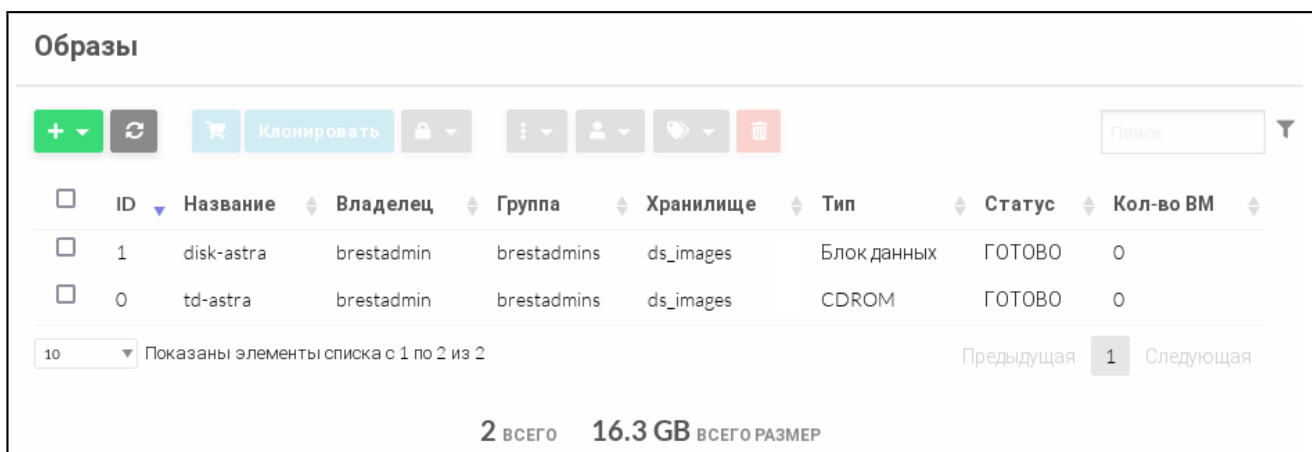 Образы
Клонировать Поиск
ID Название Владелец Группа Хранилище Тип Статус Кол-во ВМ
1 disk-astra brestadmin brestadmins ds_images Блок данных ГОТОВО 0
0 td-astra brestadmin brestadmins ds_images CDROM ГОТОВО 0
10 Показаны элементы списка с 1 по 2 из 2 Предыдущая 1 Следующая
2 ВСЕГО 16.3 GB ВСЕГО РАЗМЕР